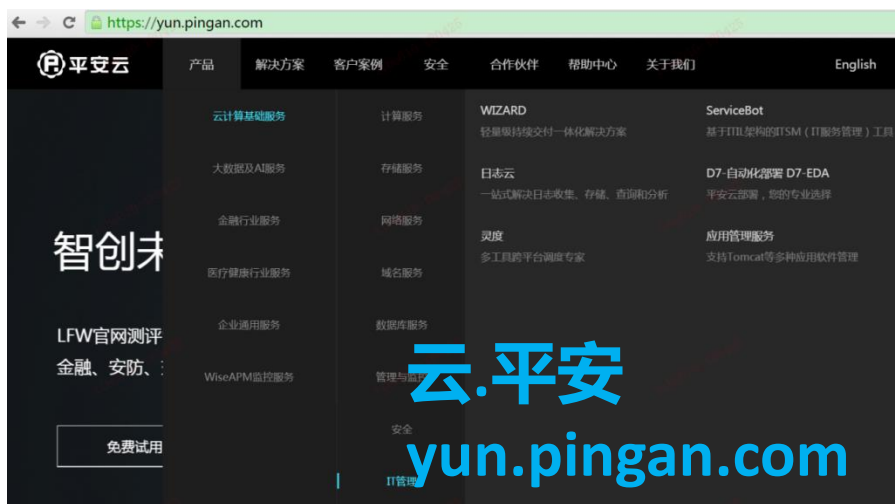 https://yun.pingan.com
平安云
产品
解决方案
客户案例
安全
合作伙伴
帮助中心
关于我们
English
云计算基础服务
大数据及AI服务
金融行业服务
医疗健康行业服务
企业通用服务
WiseAPM监控服务
计算服务
存储服务
网络服务
域名服务
数据库服务
管理与监
安全
IT管理
WIZARD
轻量级持续交付一体化解决方案
ServiceBot
基于ITIL架构的ITSM（IT服务管理）工具
日志云
一站式解决日志收集、存储、查询和分析
D7-自动化部署 D7-EDA
平安云部署，您的专业选择
灵度
多工具跨平台调度专家
应用管理服务
支持Tomcat等多种应用软件管理
智创未
LFW官网测评
金融、安防、
免费试用
云.平安
yun.pingan.com